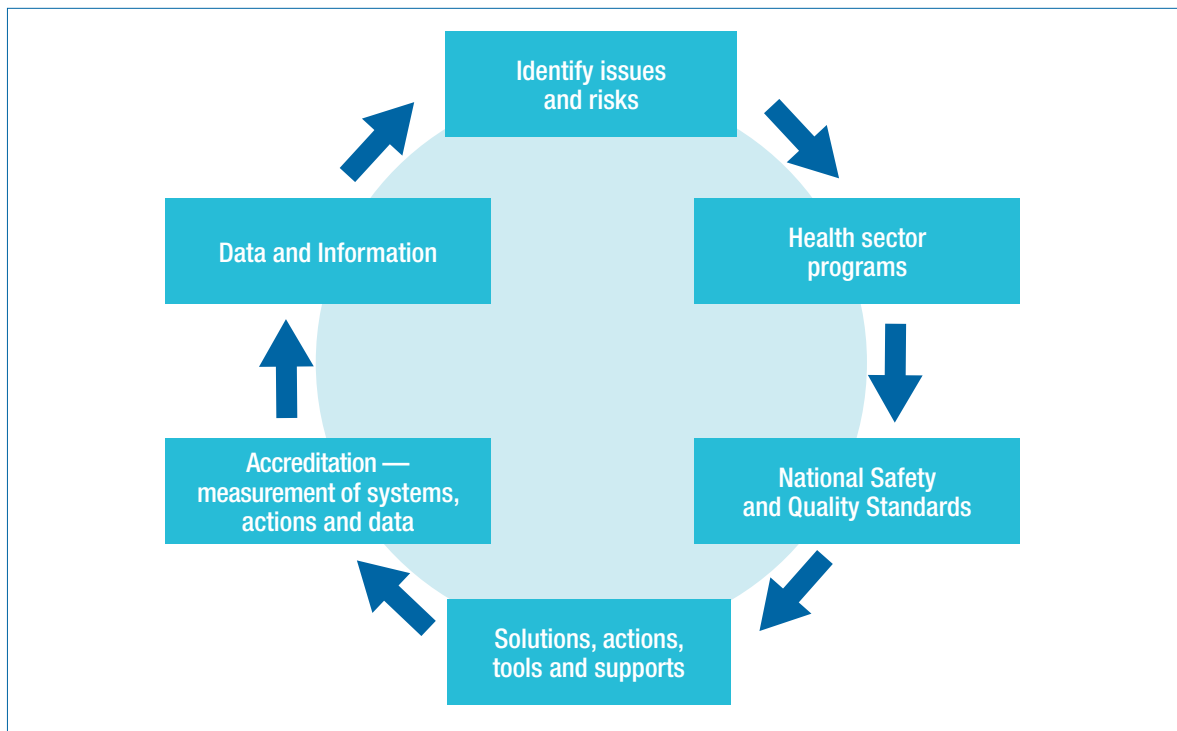 Identify issues
and risks
Health sector
programs
National Safety
and Quality Standards
Solutions, actions,
tools and supports
Accreditation —
measurement of systems,
actions and data
Data and Information